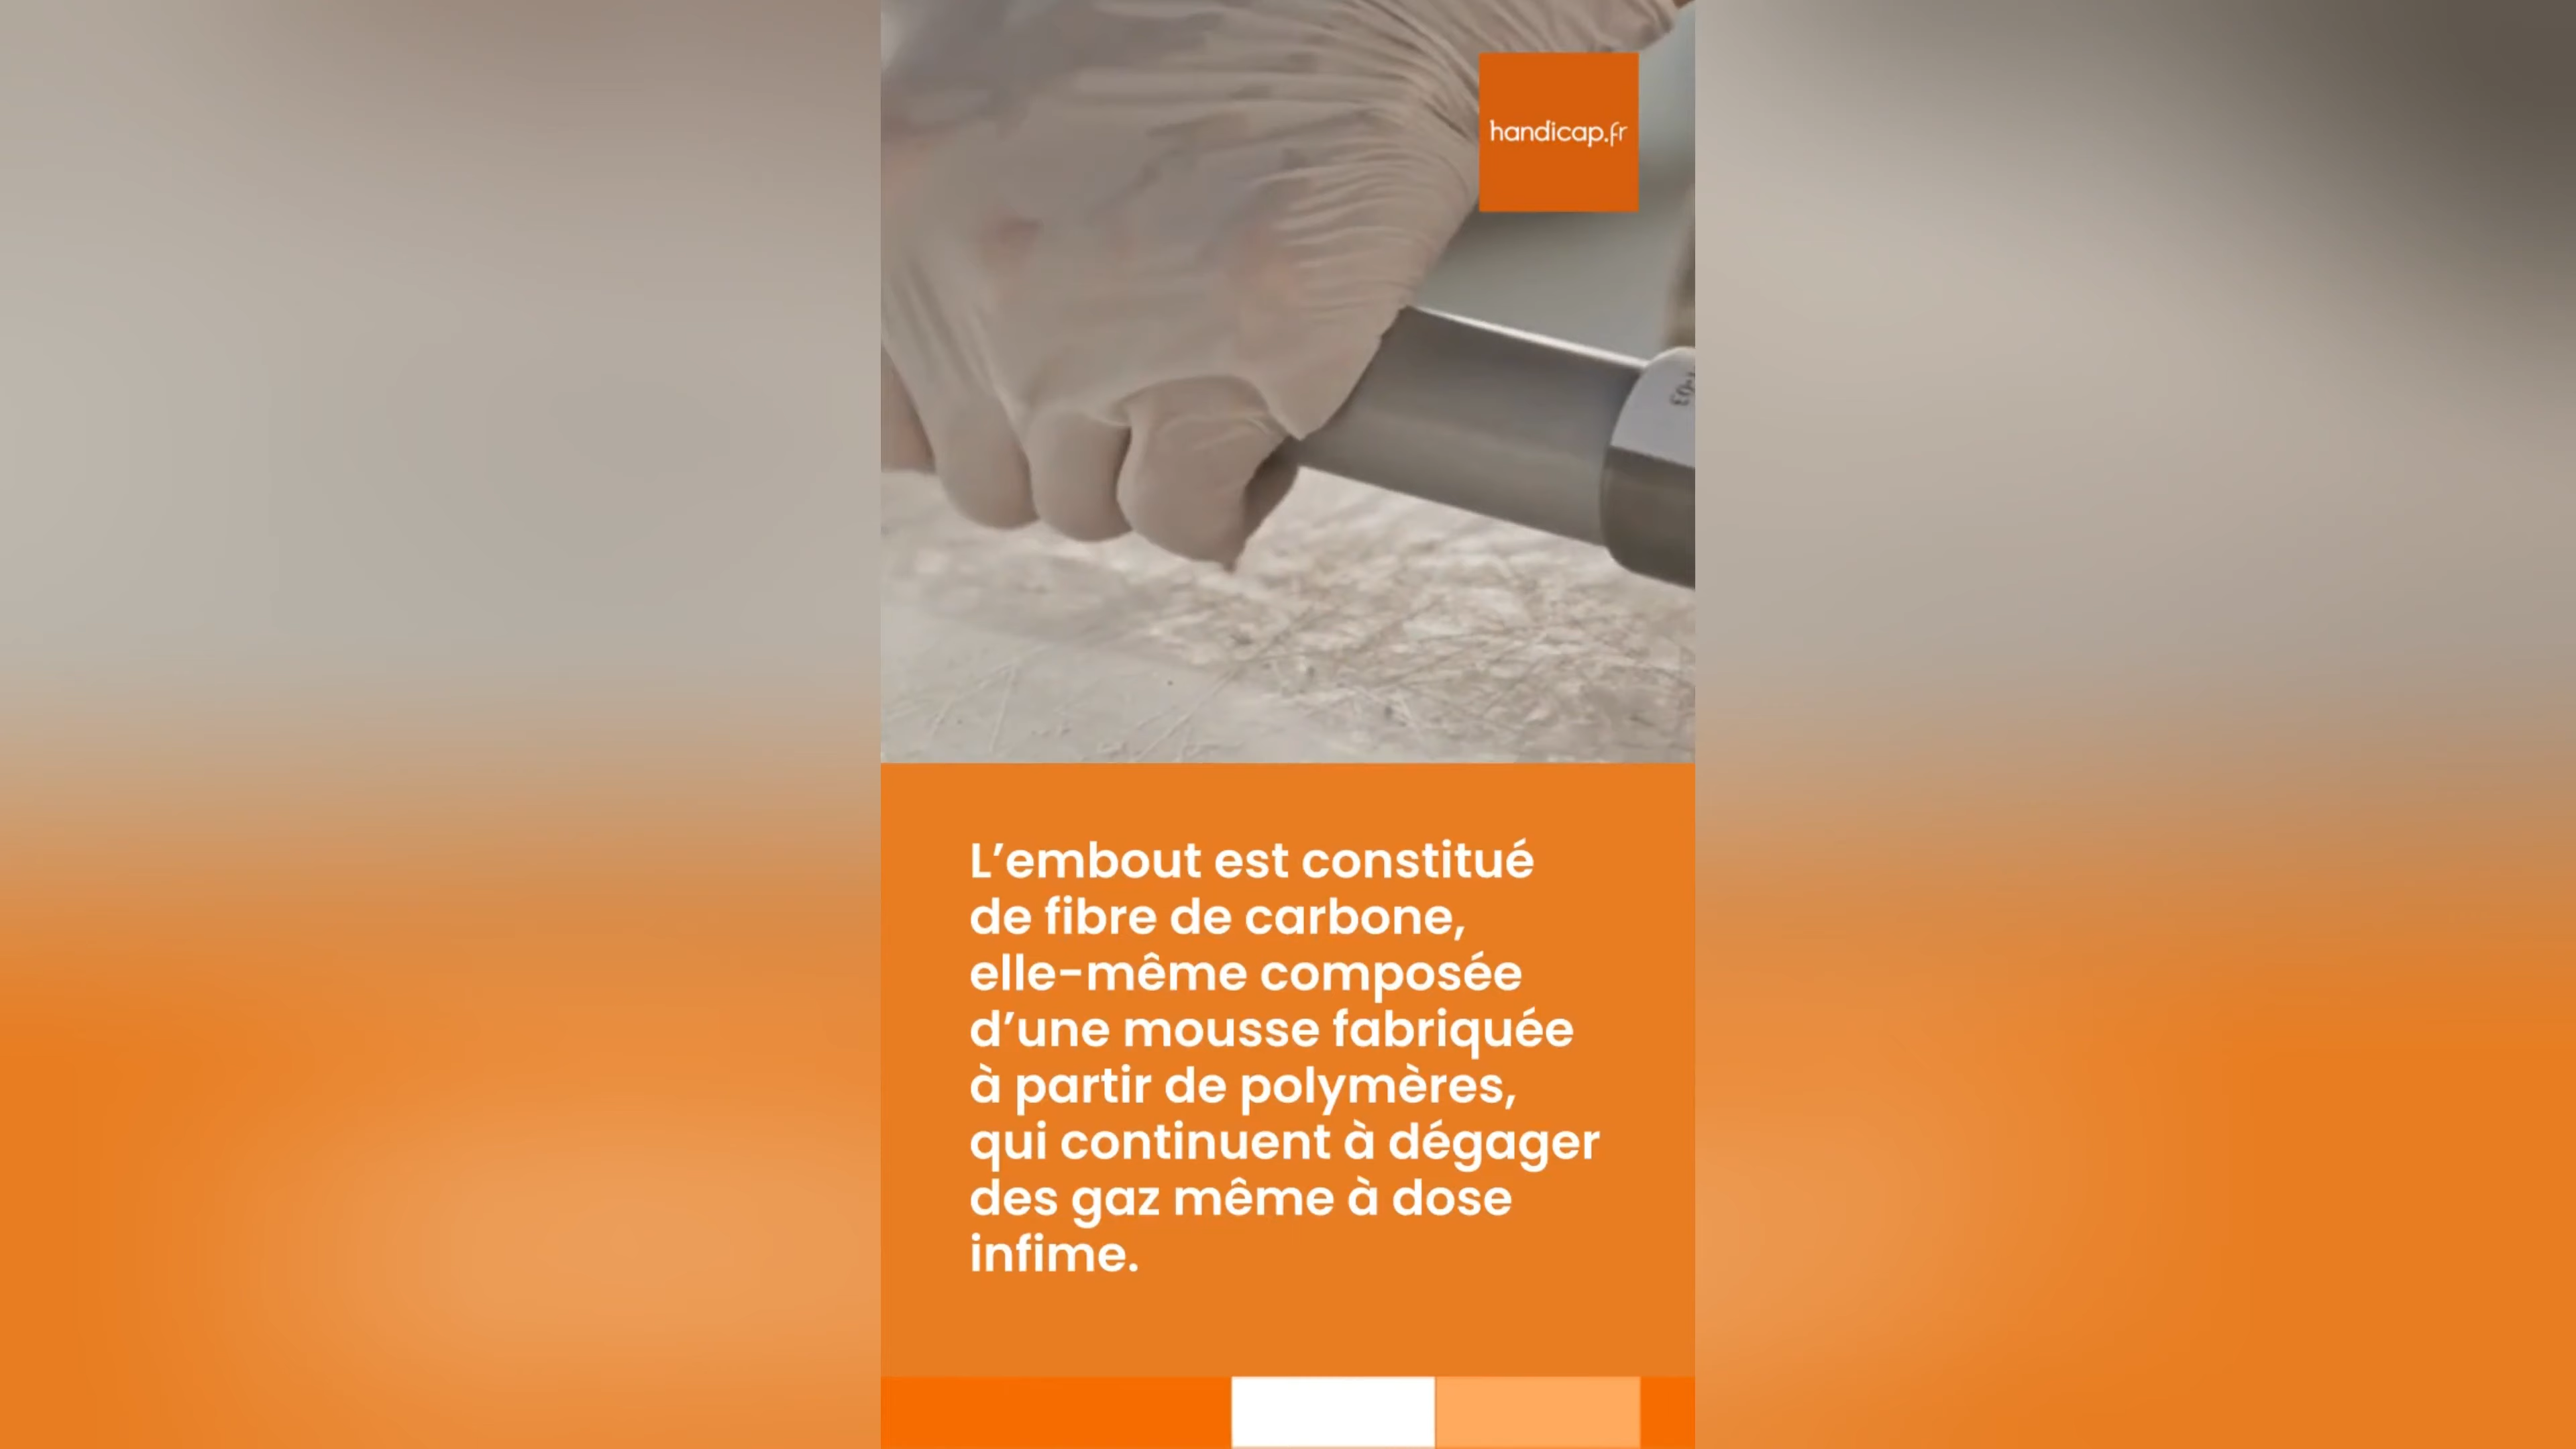 handicap.fr
L’embout est constitué
de fibre de carbone,
elle-même composée
d’une mousse fabriquée
à partir de polymères,
qui continuent à dégager
des gaz même à dose
infime.